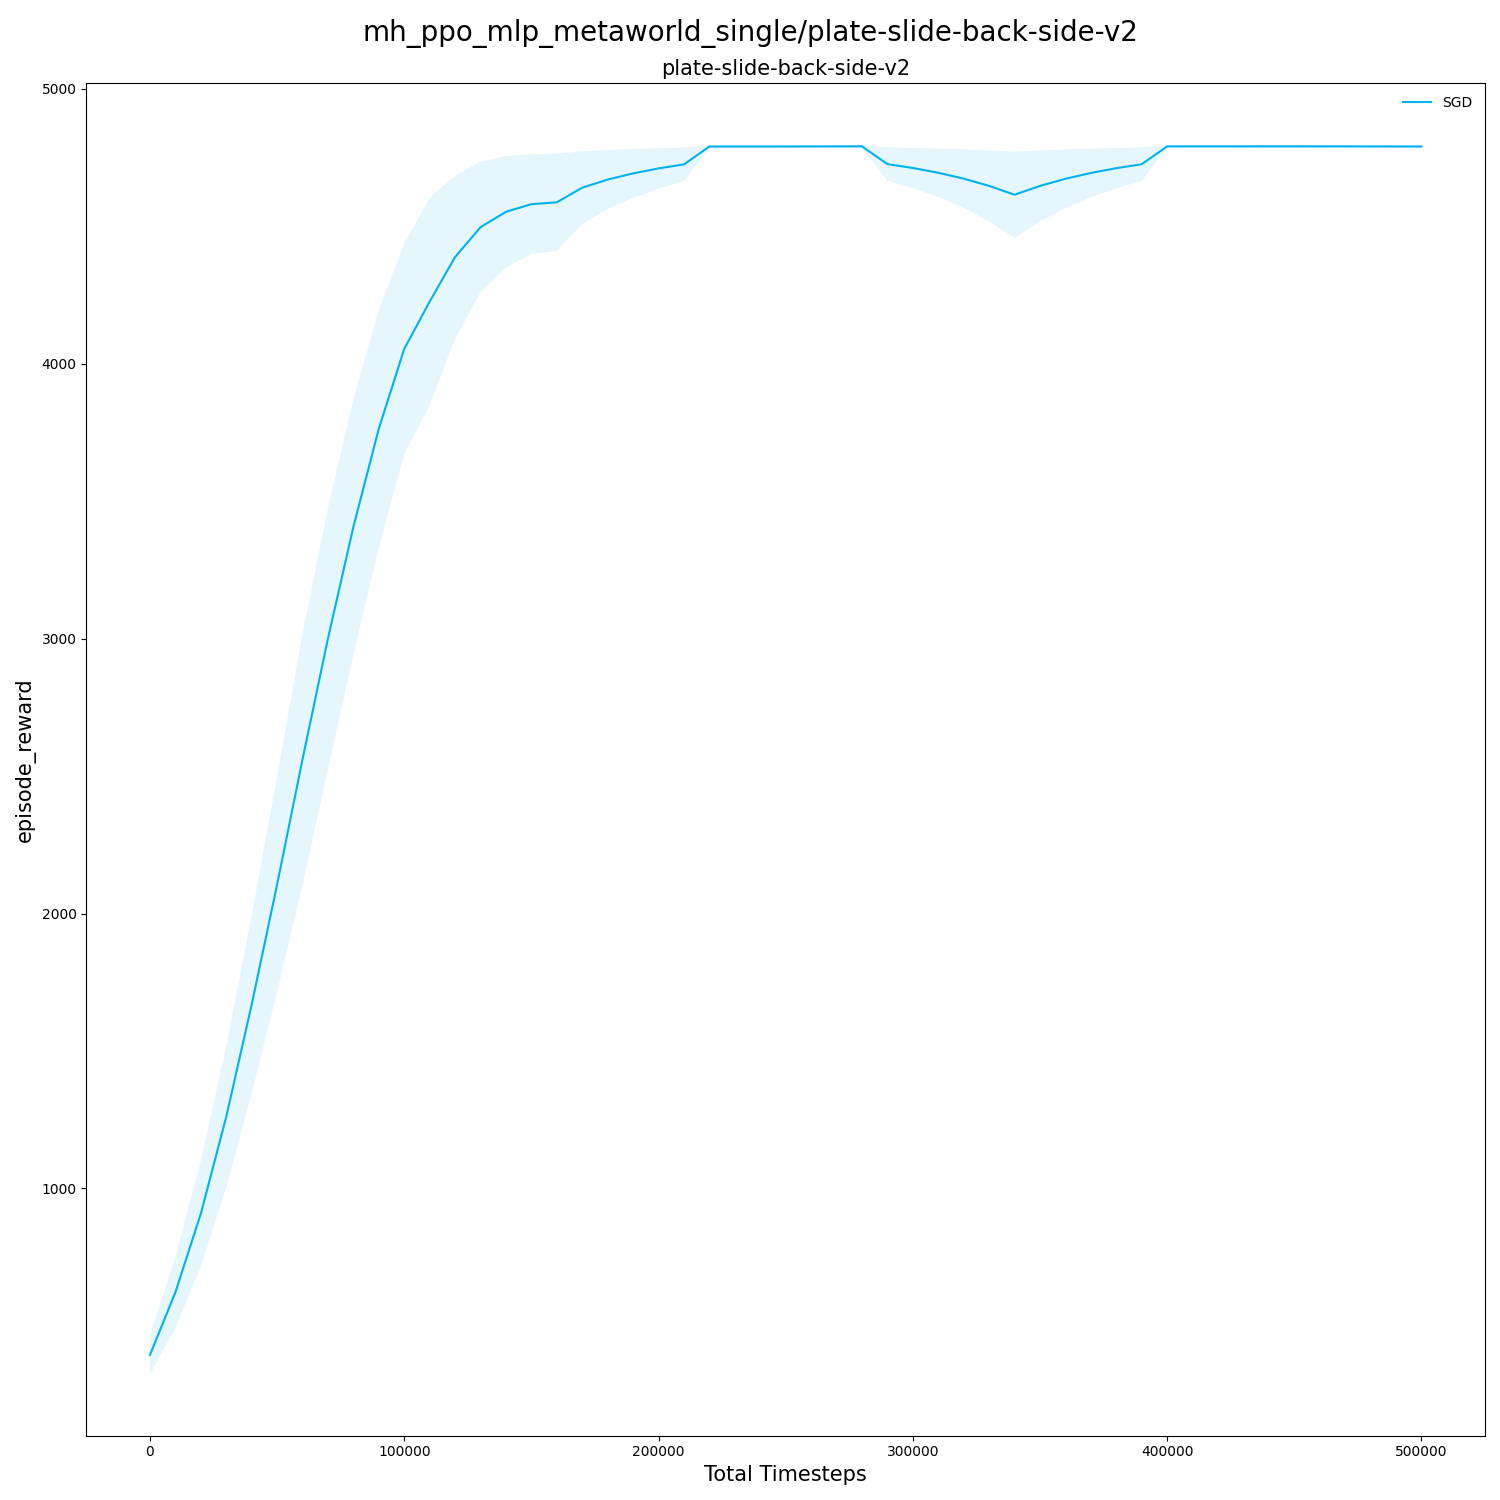 mh_ppo_mlp_metaworld_single/plate-slide-back-side-v2
plate-slide-back-side-v2
SGD
5000
4000
3000
2000
1000
episode_reward
0 100000 200000 300000 400000 500000
Total Timesteps